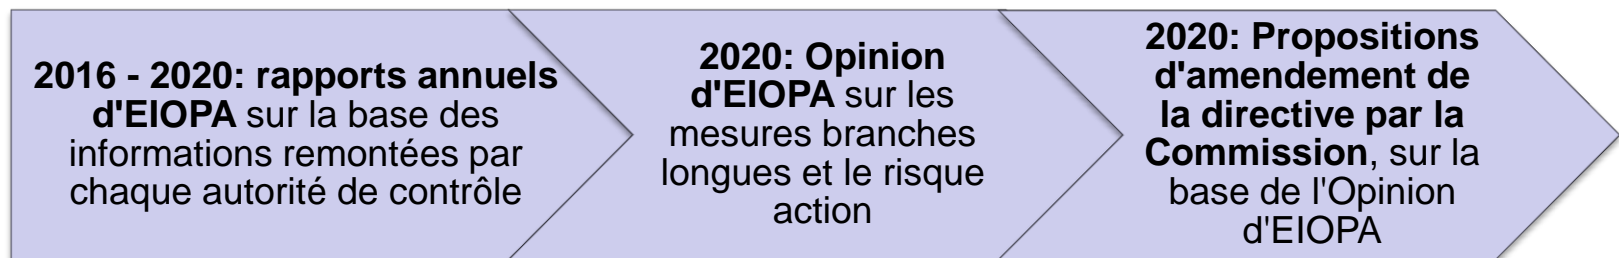 2016 - 2020: rapports annuels
d'EIOPA sur la base des
informations remontées par
chaque autorité de contrôle
2020: Opinion
d'EIOPA sur les
mesures branches
longues et le risque
action
2020: Propositions
d'amendement de
la directive par la
Commission, sur la
base de l'Opinion
d'EIOPA